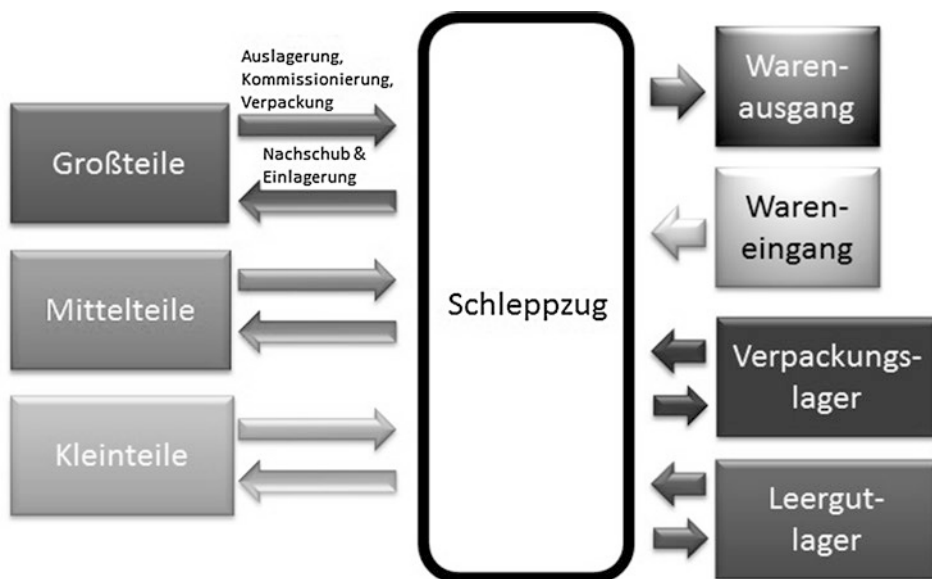 Auslagerung,
Kommissionierung,
Verpackung
Großteile
Nachschub &
Einlagerung
Mittelteile
Kleinteile
Schleppzug
Waren-
ausgang
Waren-
eingang
Verpackungs-
lager
Leergut-
lager